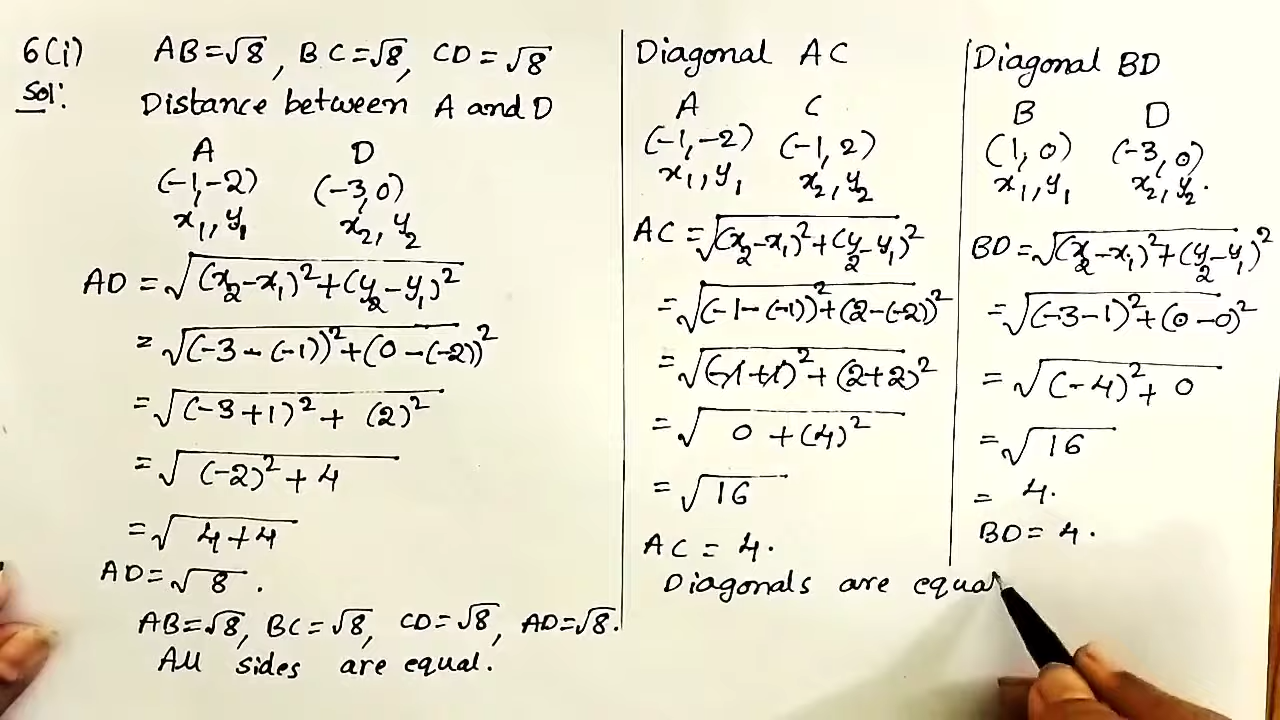 6(i) AB=√8, BC=√8, CD=√8
Sol: Distance between A and D
A D
(-1,-2) (-3,0)
x₁,y₁ x₂,y₂
AD = √(x₂-x₁)²+(y₂-y₁)²
= √(-3-(-1))²+(0-(-2))²
= √(-3+1)²+ (2)²
= √(-2)²+4
= √4+4
AD=√8.
AB=√8, BC=√8, CD=√8, AD=√8.
All sides are equal.
Diagonal AC
A C
(-1,-2) (-1,2)
x₁,y₁ x₂,y₂
AC=√(x₂-x₁)²+(y₂-y₁)²
=√(-1-(-1))²+(2-(-2))²
=√(-1+1)²+(2+2)²
=√0+(4)²
=√16
AC = 4.
Diagonals are equal
Diagonal BD
B D
(1,0) (-3,0)
x₁,y₁ x₂,y₂.
BD=√(x₂-x₁)²+(y₂-y₁)²
=√(-3-1)²+(0-0)²
=√(-4)²+0
=√16
= 4.
BD= 4.